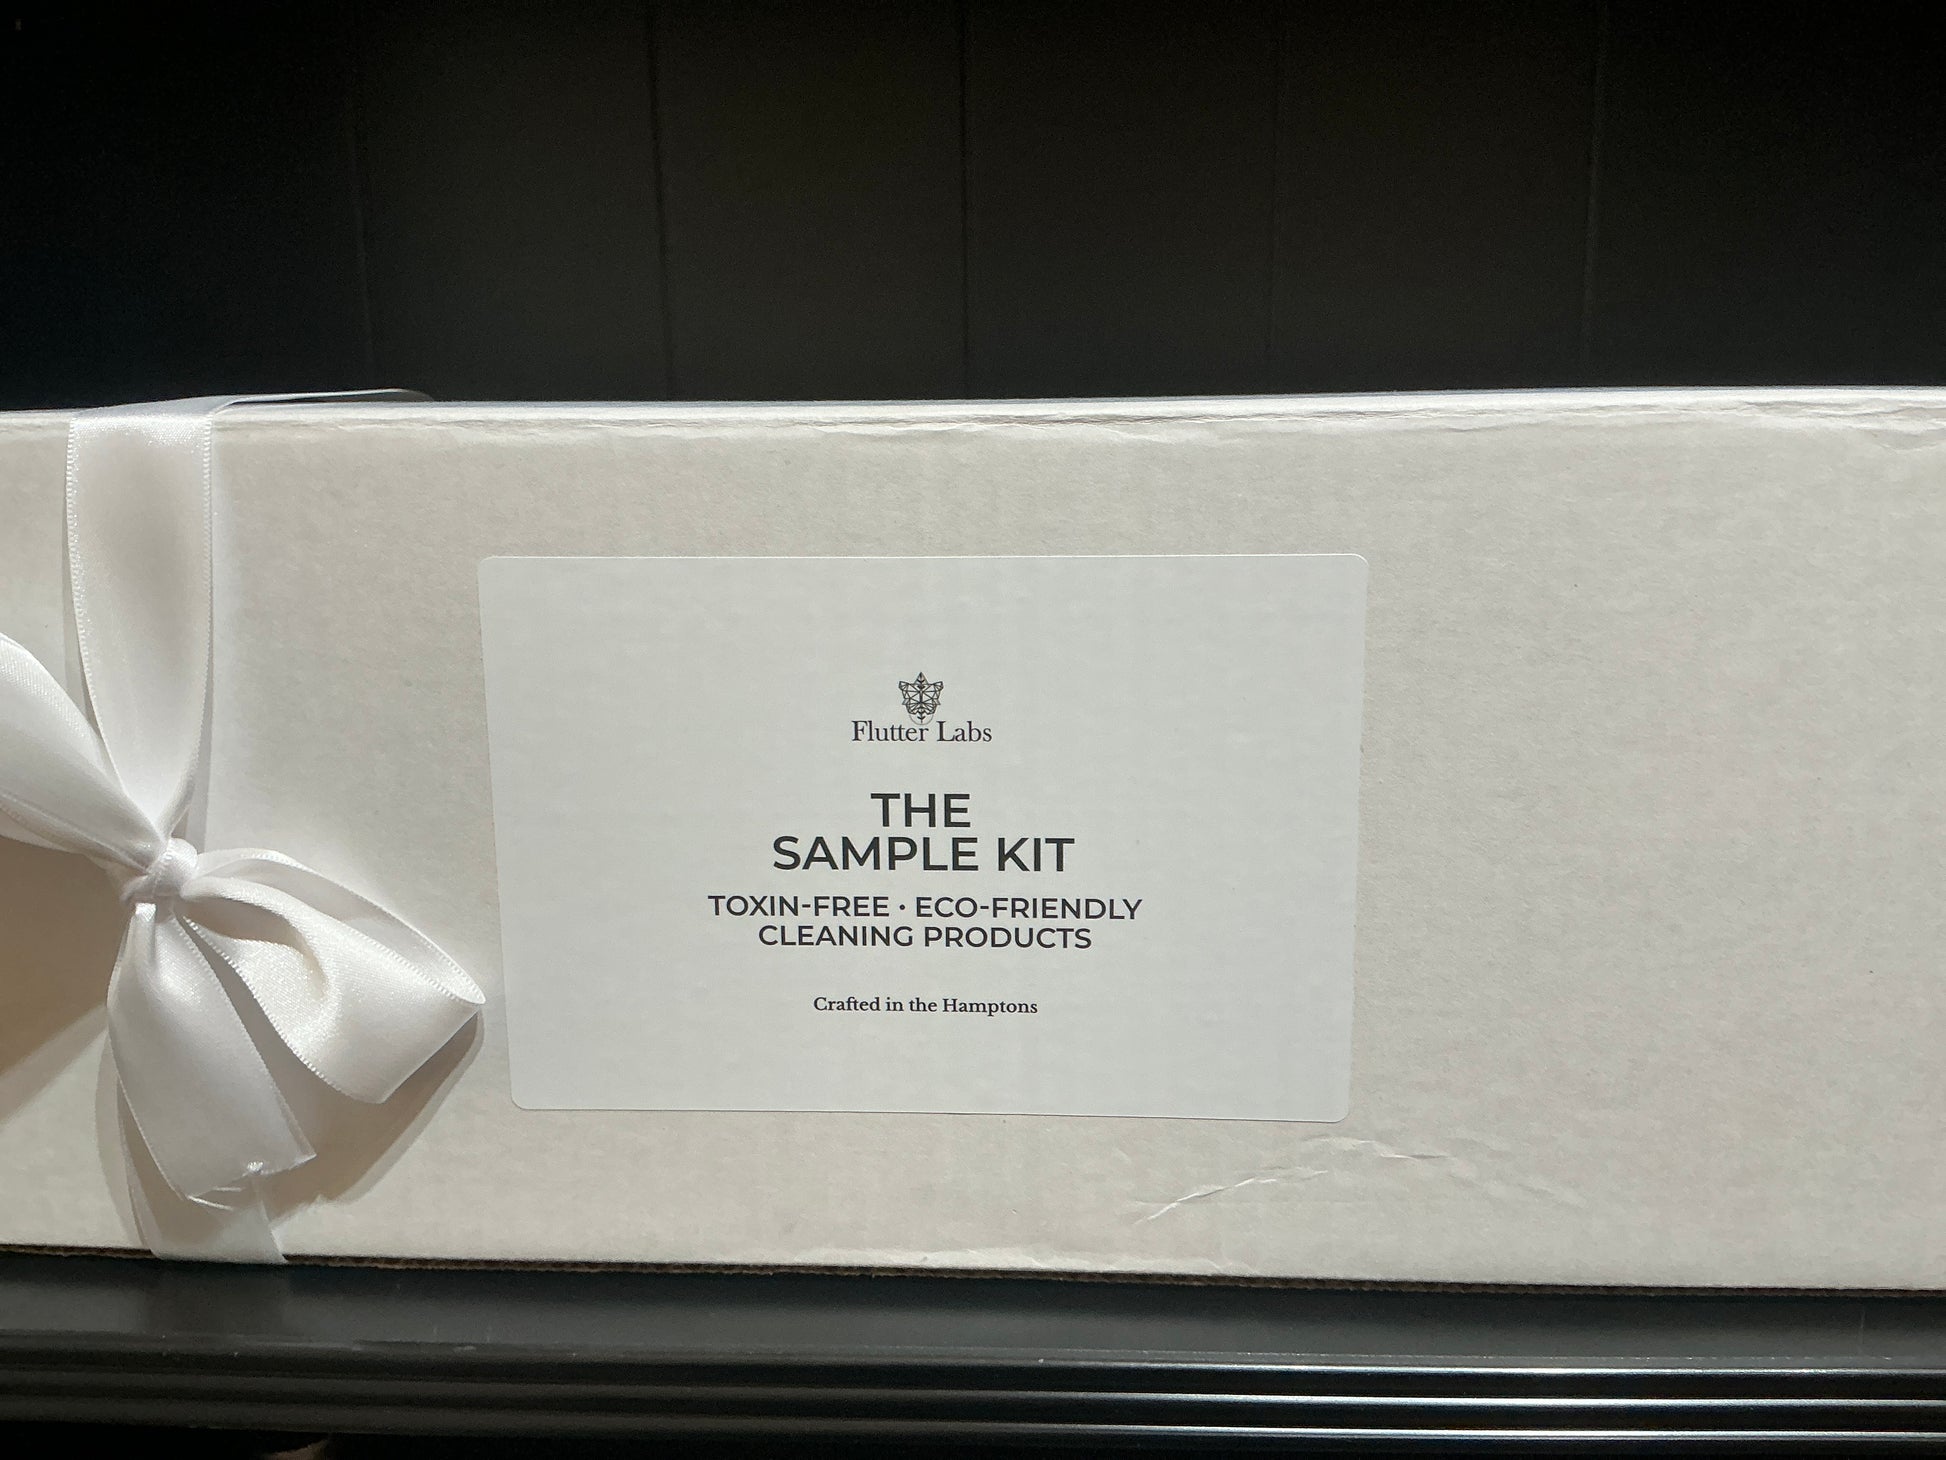 Flutter Labs
THE
SAMPLE KIT
TOXIN-FREE · ECO-FRIENDLY
CLEANING PRODUCTS
Crafted in the Hamptons